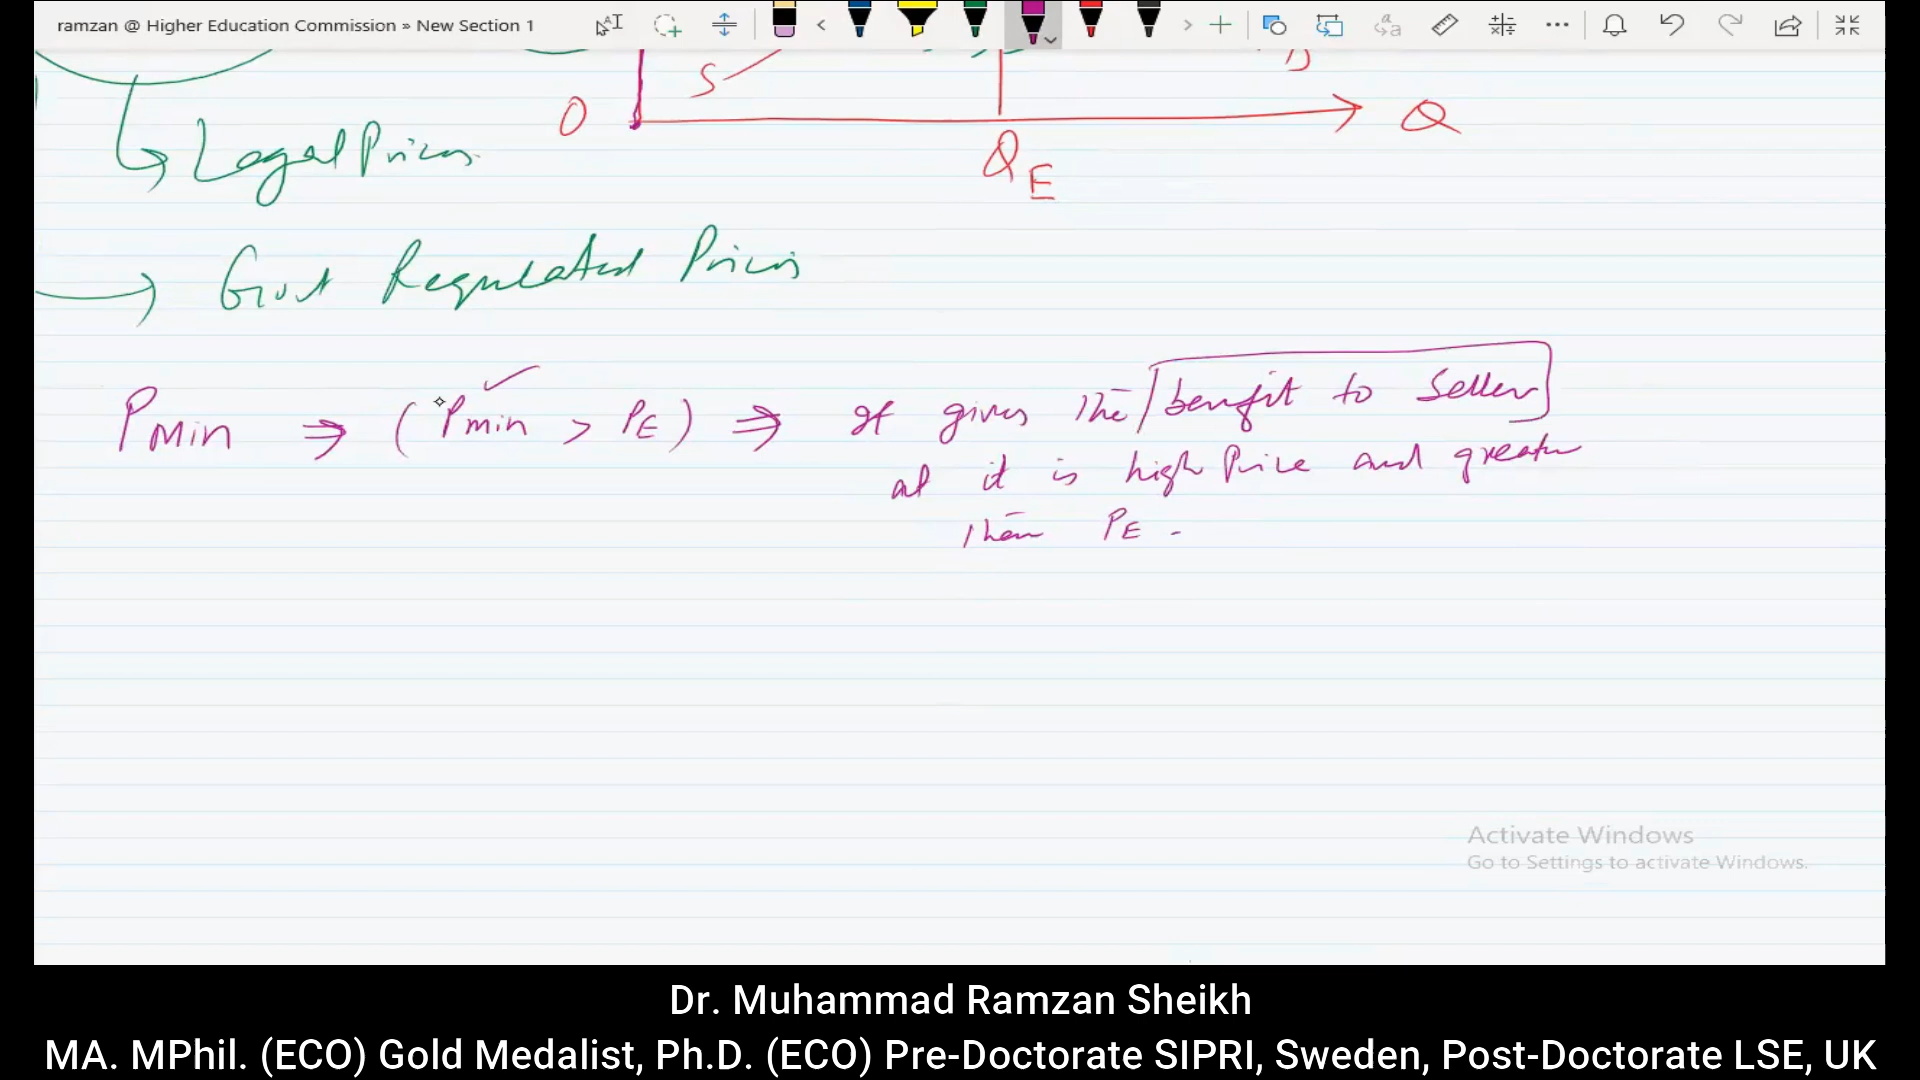 ramzan @ Higher Education Commission » New Section 1
S
D
O
Q
Legal Prices
QE
Govt Regulated Prices
PMin ⇒ (Pmin > PE) ⇒ It gives the benefit to Seller
as it is high Price and greater
than PE.
Activate Windows
Go to Settings to activate Windows.
Dr. Muhammad Ramzan Sheikh
MA. MPhil. (ECO) Gold Medalist, Ph.D. (ECO) Pre-Doctorate SIPRI, Sweden, Post-Doctorate LSE, UK